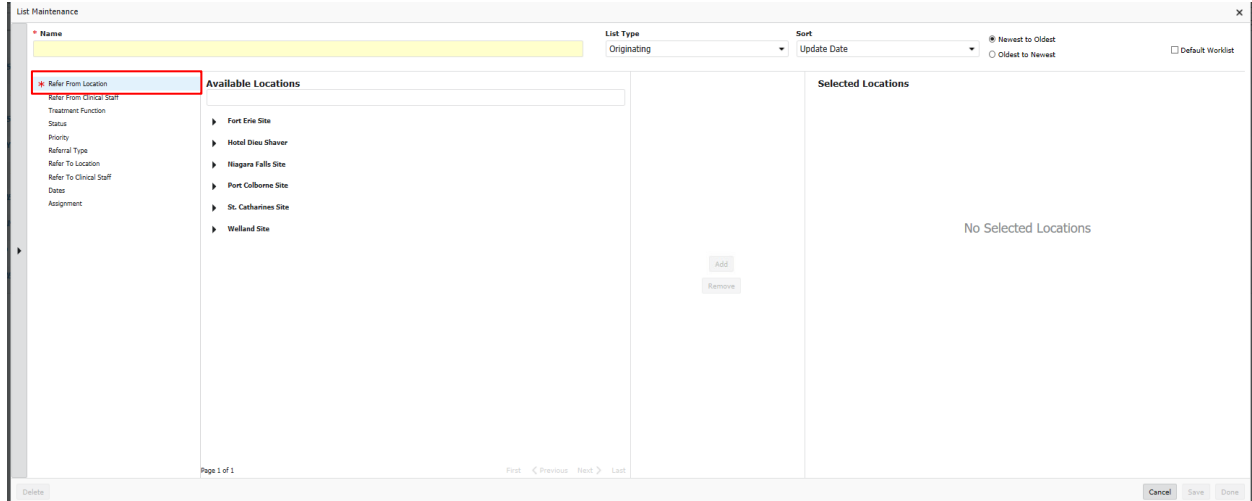 List Maintenance
* Name
List Type
Sort
Originating
Update Date
Newest to Oldest
Oldest to Newest
Default Worklist
* Refer From Location
Refer From Clinical Staff
Treatment Function
Status
Priority
Referral Type
Refer To Location
Refer To Clinical Staff
Dates
Assignment
Available Locations
Fort Erie Site
Hotel Dieu Shaver
Niagara Falls Site
Port Colborne Site
St. Catharines Site
Welland Site
Page 1 of 1
First Previous Next Last
Add
Remove
Selected Locations
No Selected Locations
Delete
Cancel Save Done